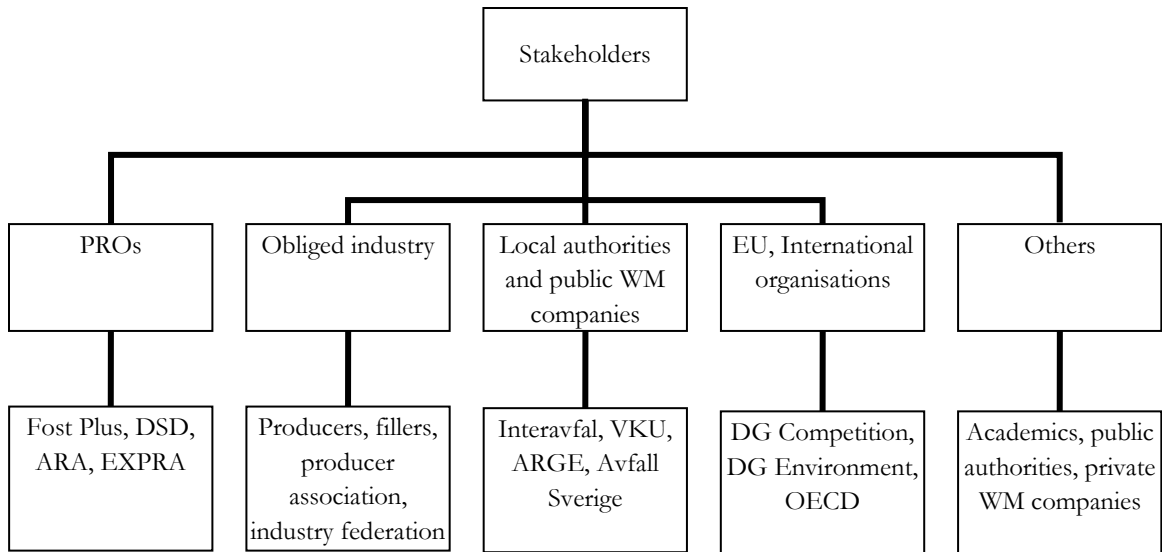 Stakeholders
PROs
Obliged industry
Local authorities
and public WM
companies
EU, International
organisations
Others
Fost Plus, DSD,
ARA, EXPRA
Producers, fillers,
producer
association,
industry federation
Interavfal, VKU,
ARGE, Avfall
Sverige
DG Competition,
DG Environment,
OECD
Academics, public
authorities, private
WM companies